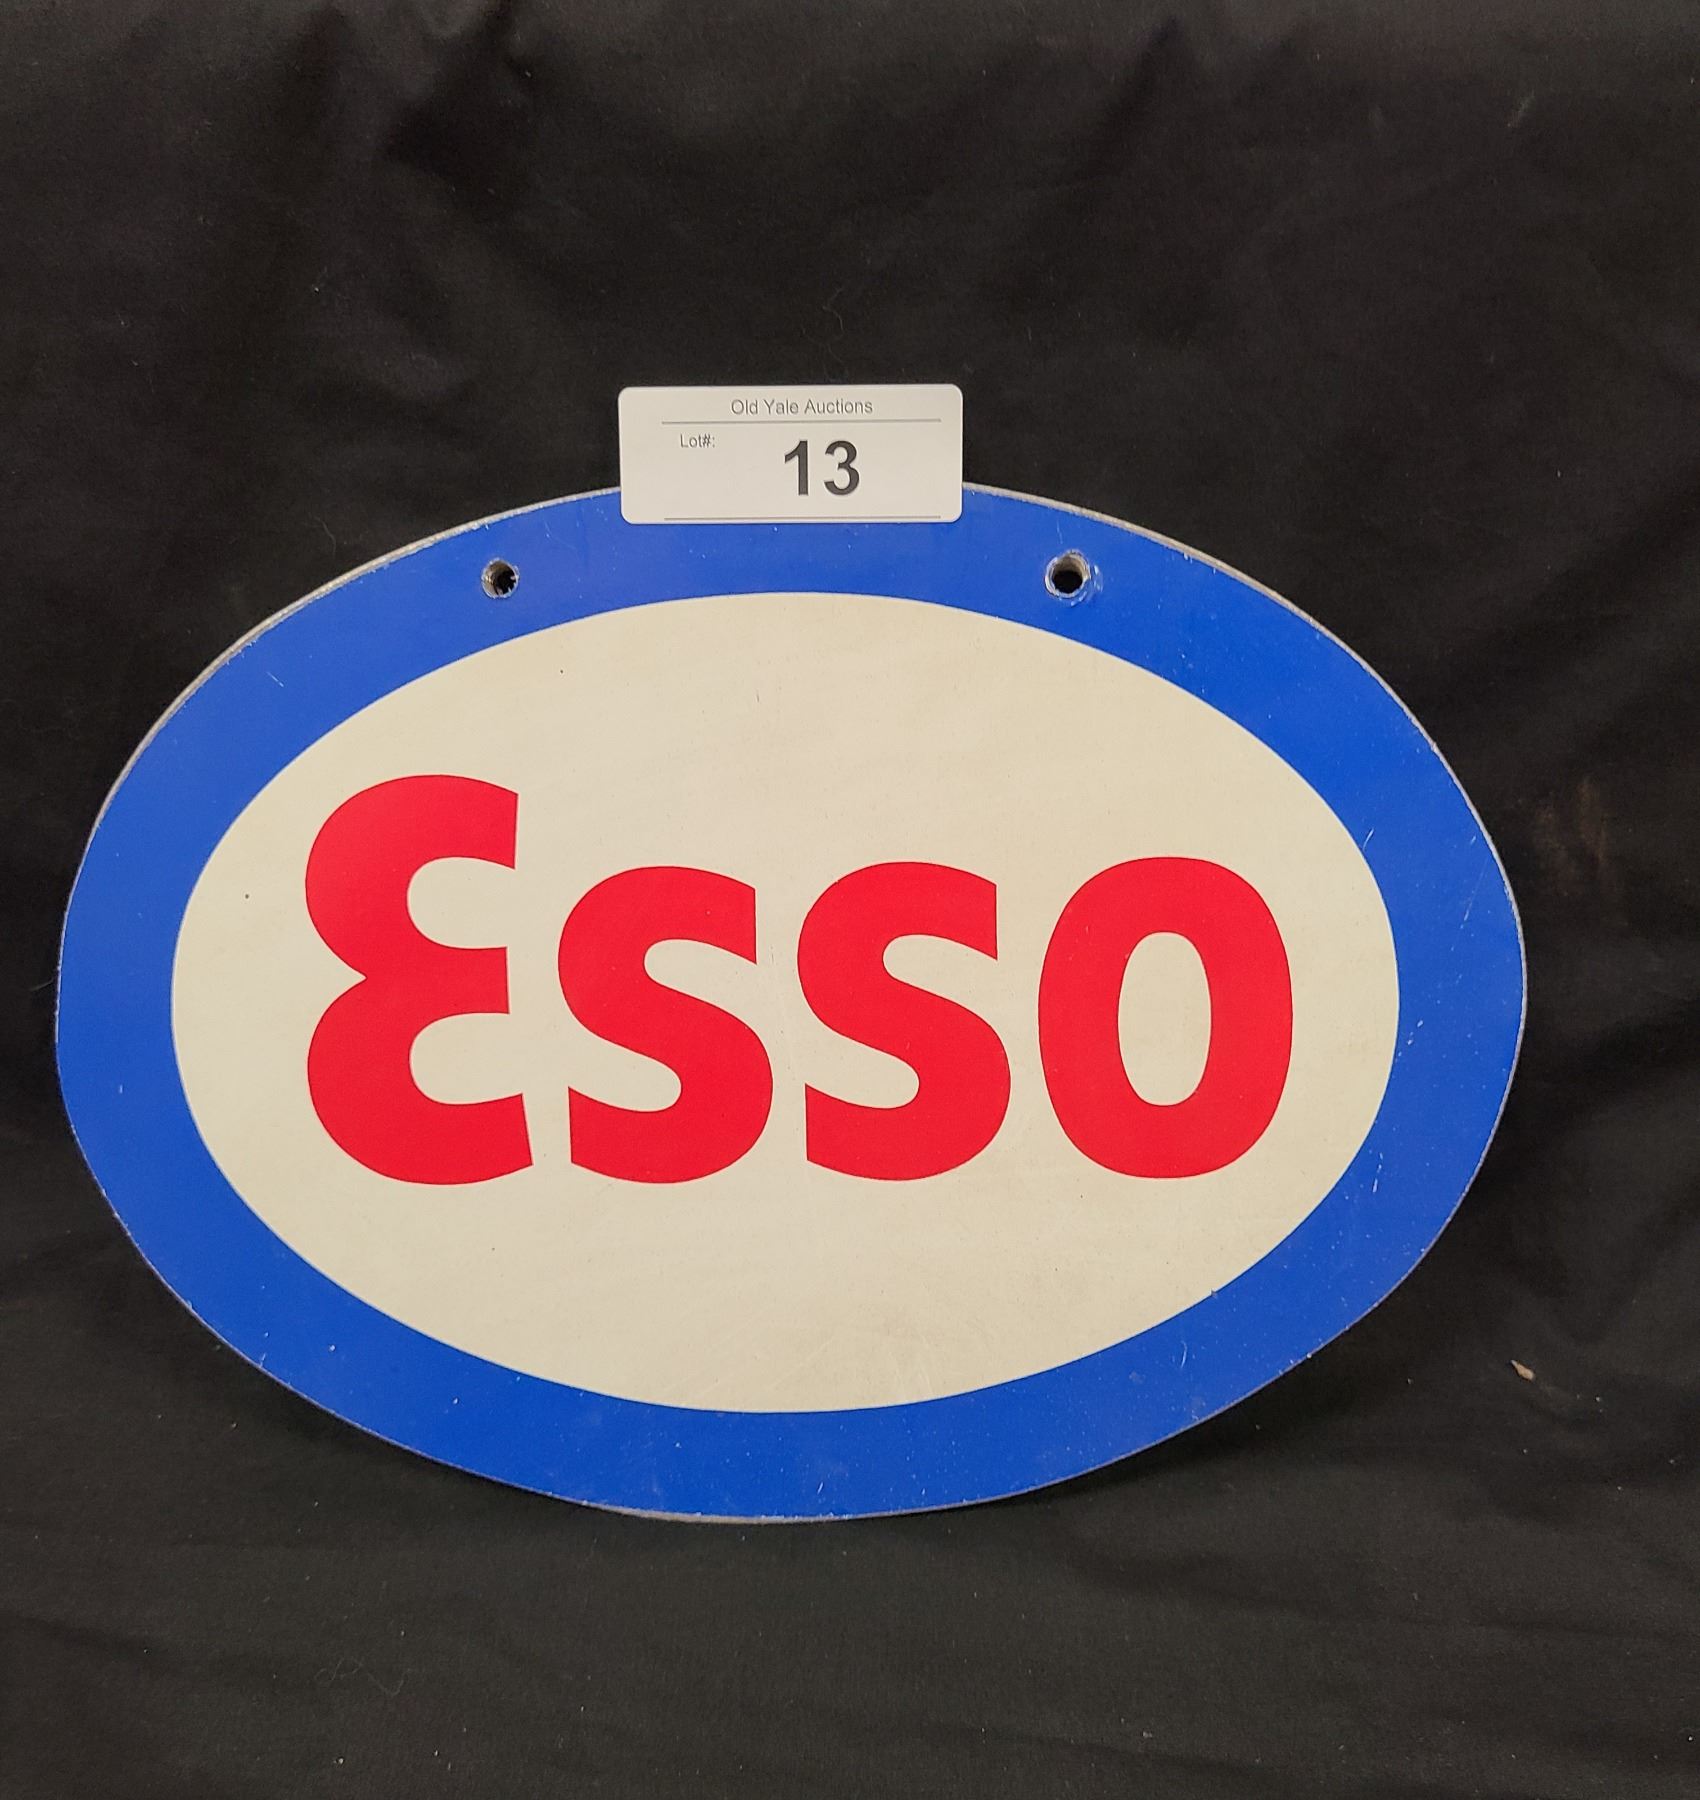 Old Yale Auctions
Lot#:
13
Esso